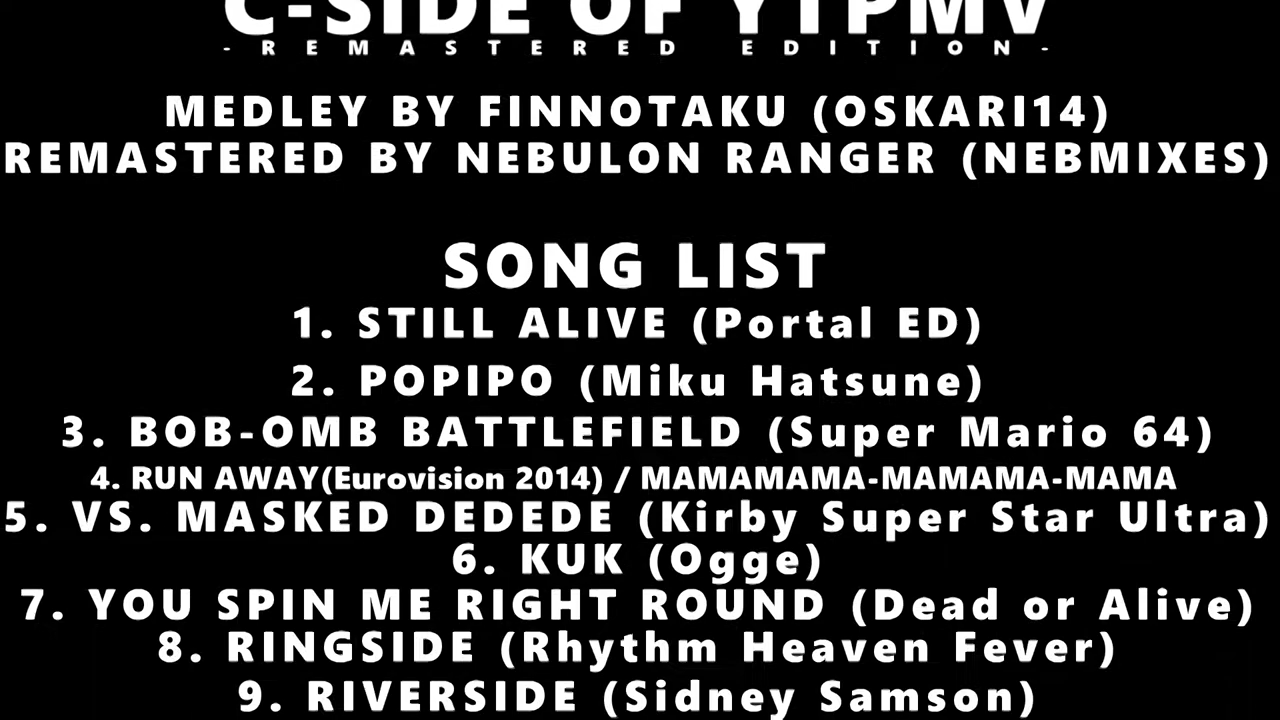 C-SIDE OF YTPMV
-REMASTERED EDITION-
MEDLEY BY FINNOTAKU (OSKARI14)
REMASTERED BY NEBULON RANGER (NEBMIXES)
SONG LIST
1. STILL ALIVE (Portal ED)
2. POPIPO (Miku Hatsune)
3. BOB-OMB BATTLEFIELD (Super Mario 64)
4. RUN AWAY(Eurovision 2014) / MAMAMAMA-MAMAMA-MAMA
5. VS. MASKED DEDEDE (Kirby Super Star Ultra)
6. KUK (Ogge)
7. YOU SPIN ME RIGHT ROUND (Dead or Alive)
8. RINGSIDE (Rhythm Heaven Fever)
9. RIVERSIDE (Sidney Samson)